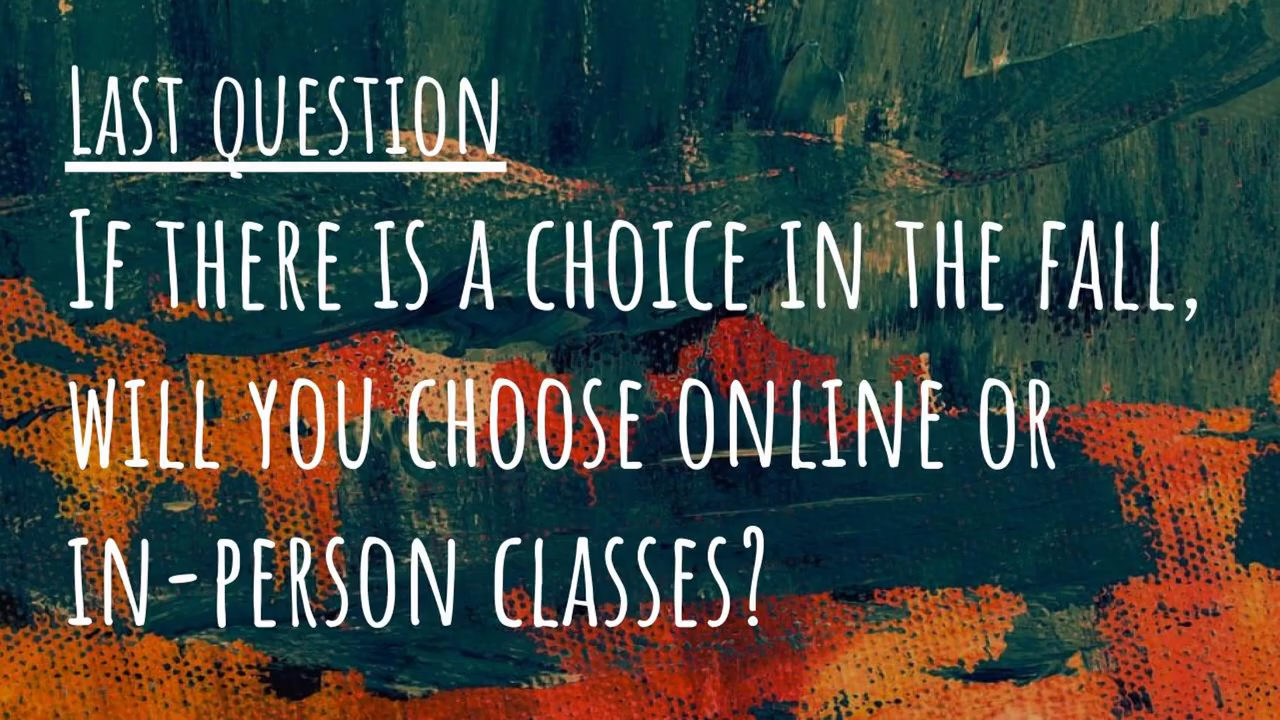 Last question
If there is a choice in the fall,
will you choose online or
in-person classes?